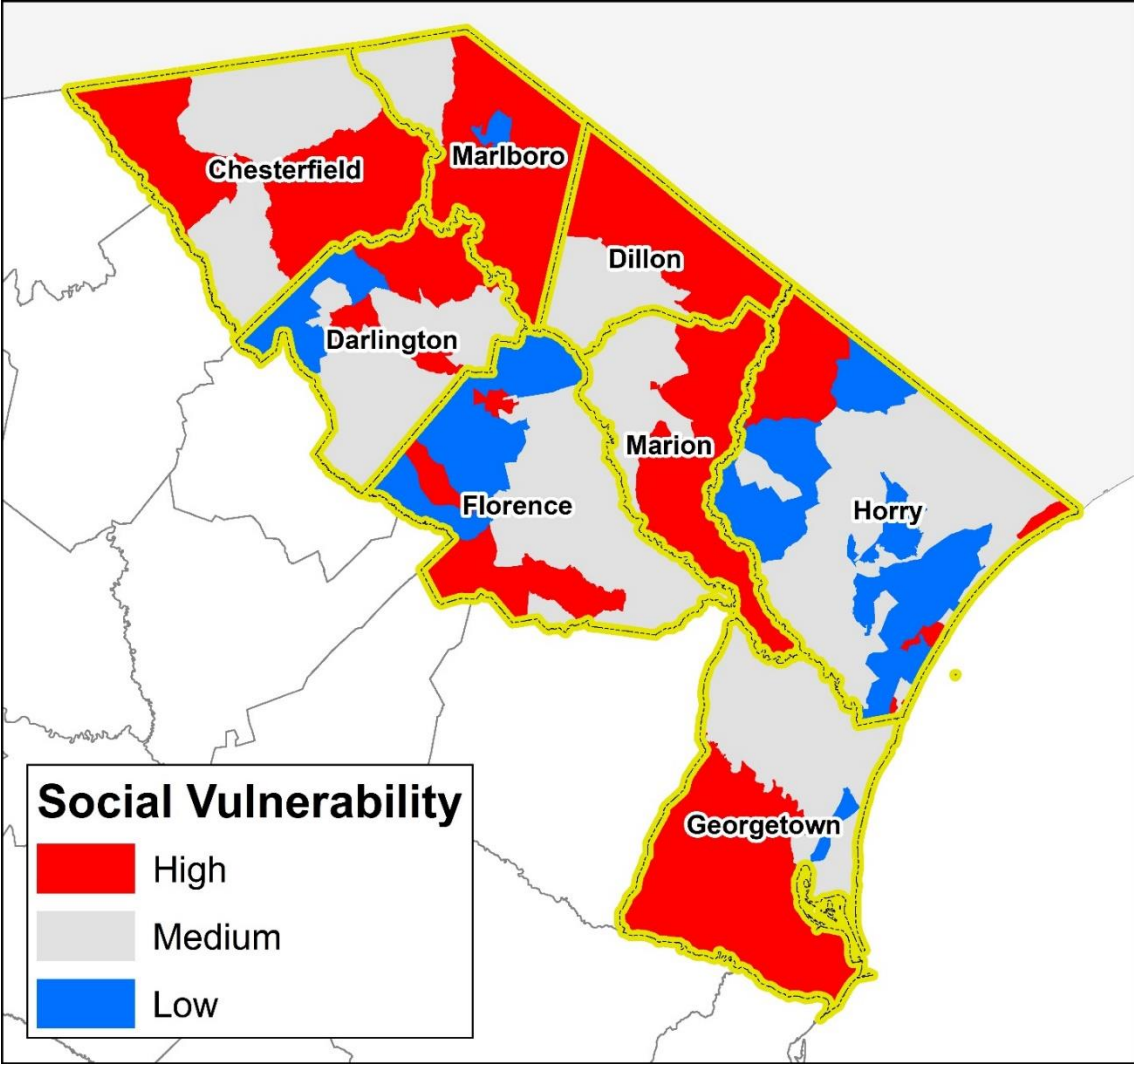 Marlboro
Chesterfield
Dillon
Darlington
Marion
Florence
Horry
Georgetown
Social Vulnerability
High
Medium
Low